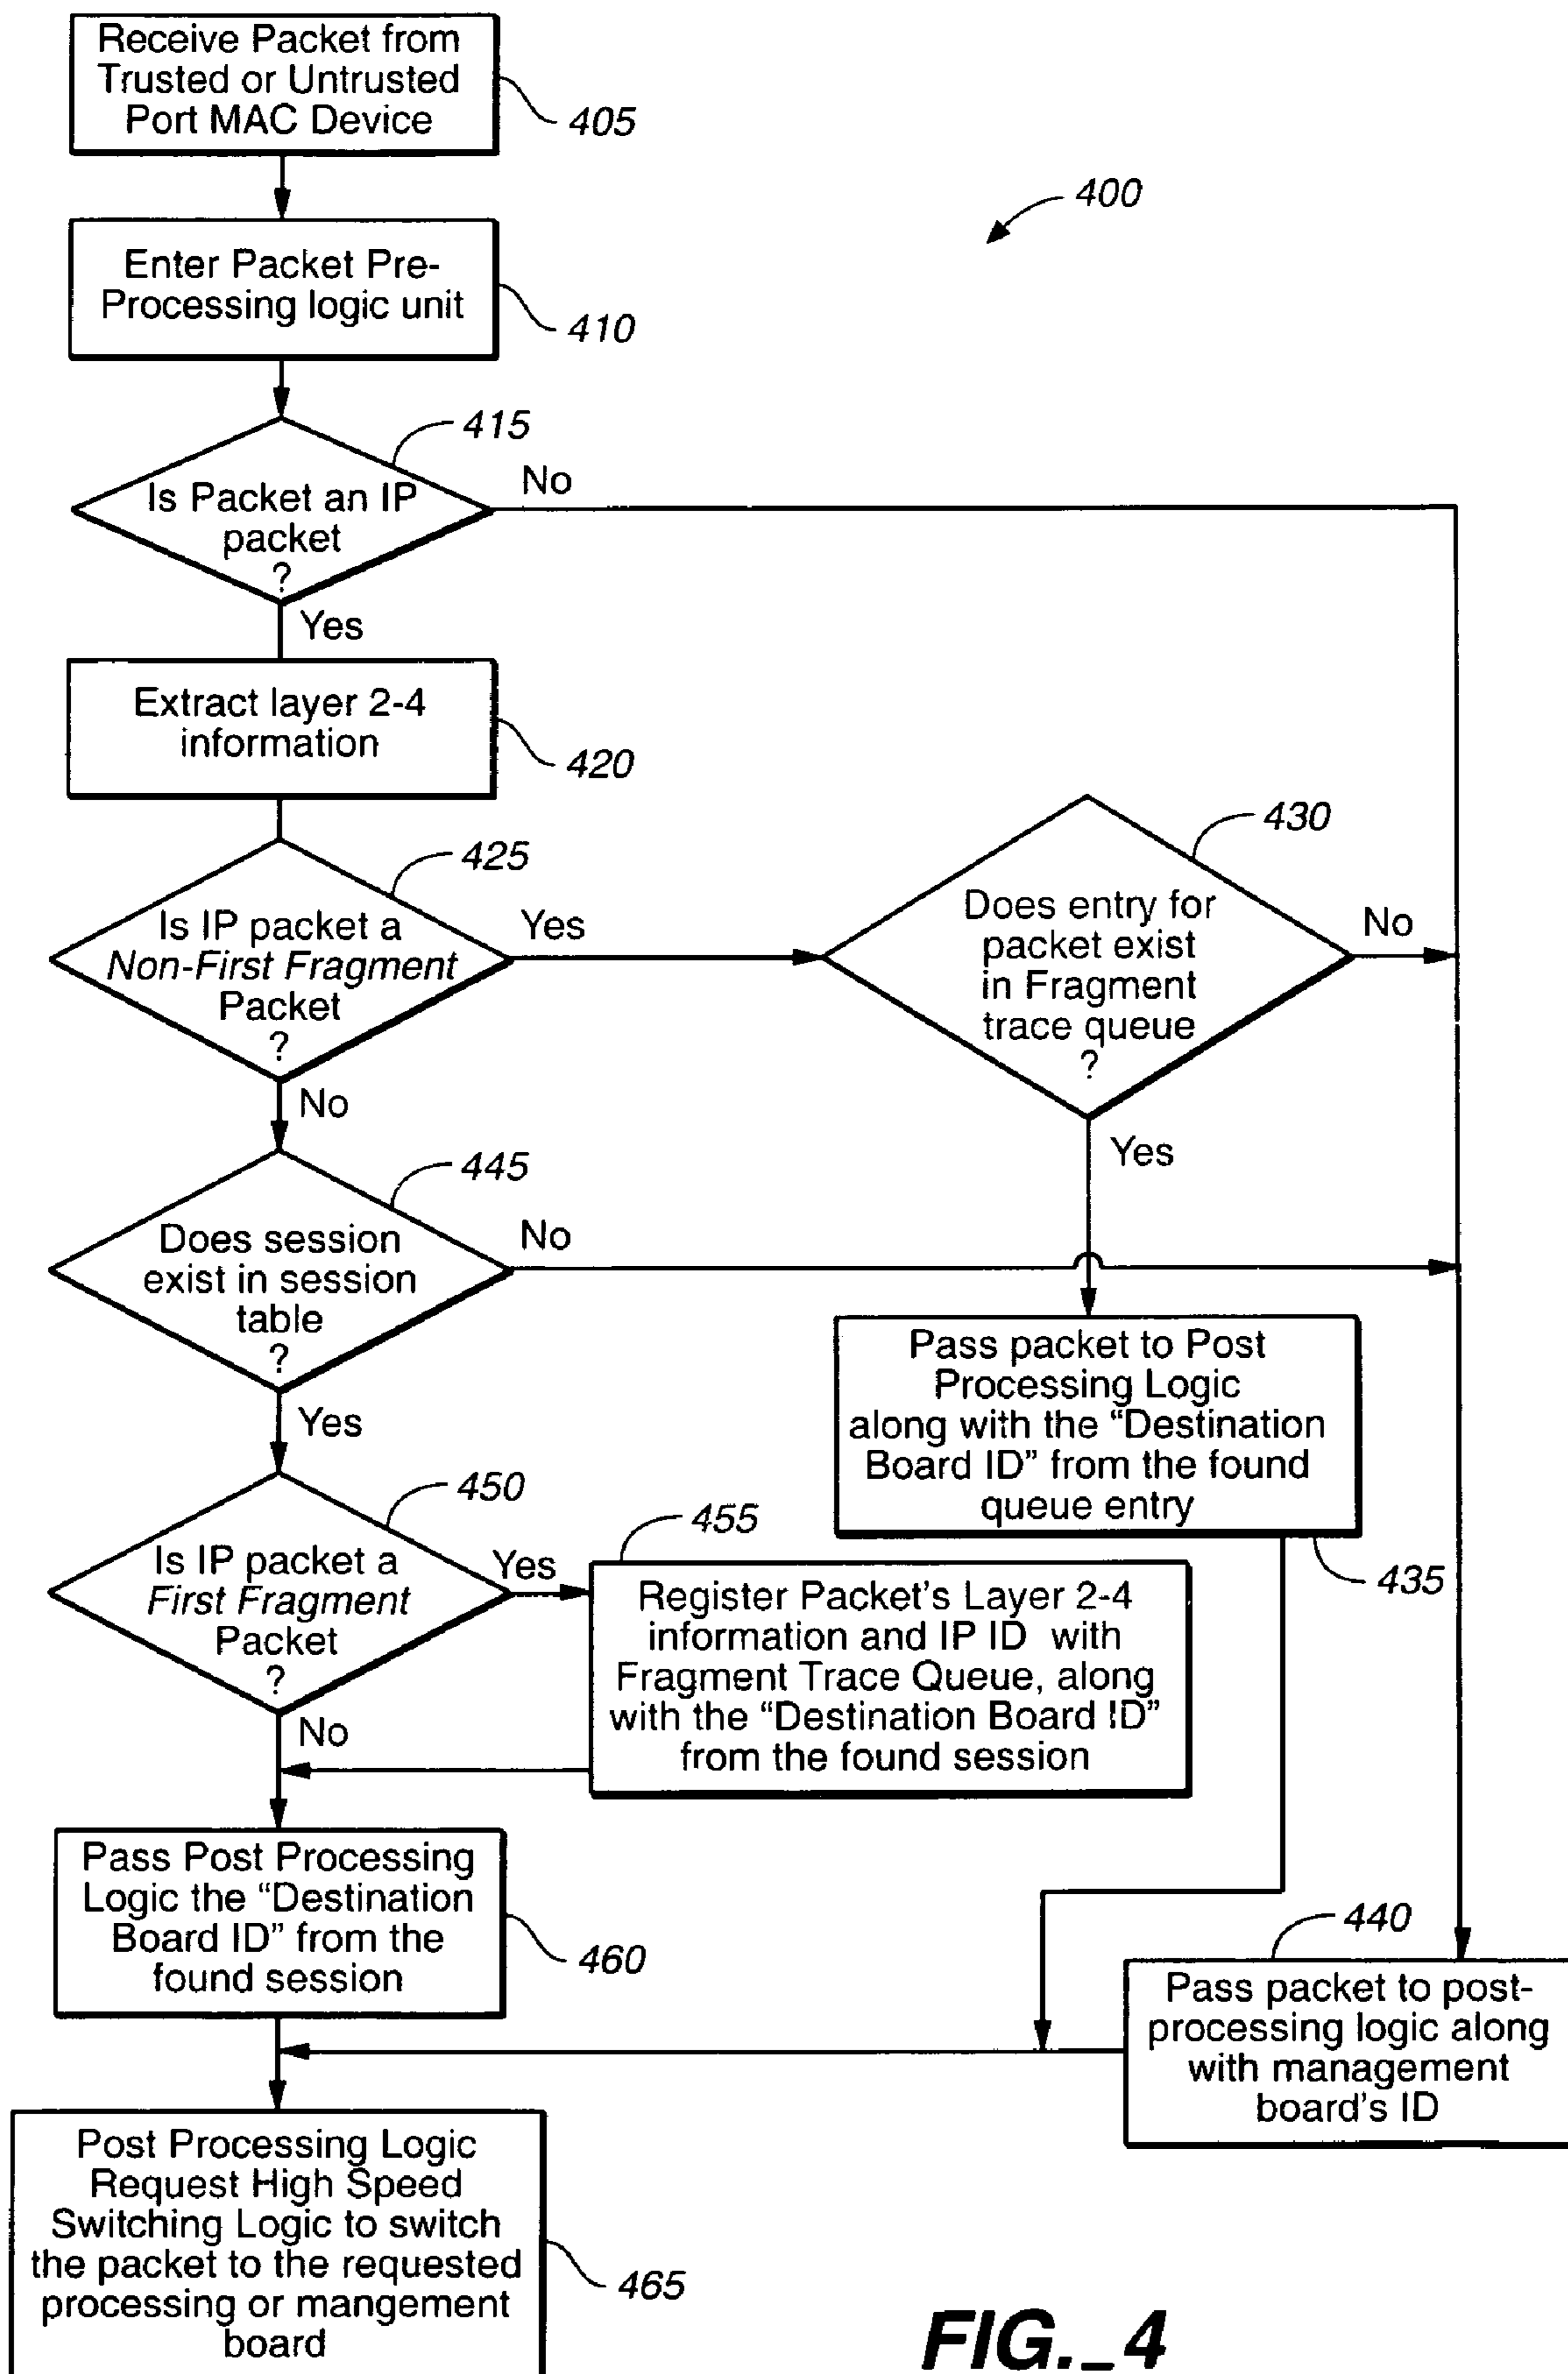 Receive Packet from
Trusted or Untrusted
Port MAC Device
405
400
Enter Packet Pre-
Processing logic unit
410
415
Is Packet an IP
packet
?
No
Yes
Extract layer 2-4
information
420
425
Is IP packet a
Non-First Fragment
Packet
?
Yes
No
430
Does entry for
packet exist
in Fragment
trace queue
?
No
Yes
445
Does session
exist in session
table
?
No
Yes
Pass packet to Post
Processing Logic
along with the “Destination
Board ID” from the found
queue entry
435
450
Is IP packet a
First Fragment
Packet
?
Yes
No
455
Register Packet's Layer 2-4
information and IP ID with
Fragment Trace Queue, along
with the “Destination Board ID”
from the found session
Pass Post Processing
Logic the “Destination
Board ID” from the
found session
460
440
Pass packet to post-
processing logic along
with management
board's ID
Post Processing Logic
Request High Speed
Switching Logic to switch
the packet to the requested
processing or mangement
board
465
FIG._4